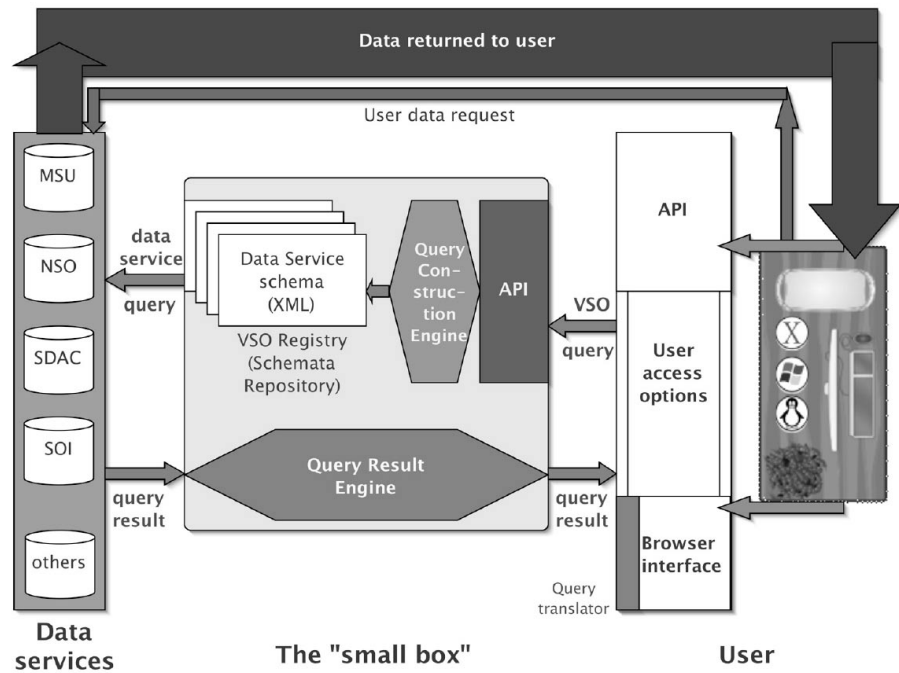 Data returned to user
User data request
MSU
NSO
SDAC
SOI
others
data
service
query
Data Service
schema
(XML)
VSO Registry
(Schemata
Repository)
Query
Con-
struc-
tion
Engine
API
VSO
query
API
User
access
options
X
query
result
Query Result
Engine
query
result
Browser
interface
Query
translator
Data
services
The "small box"
User